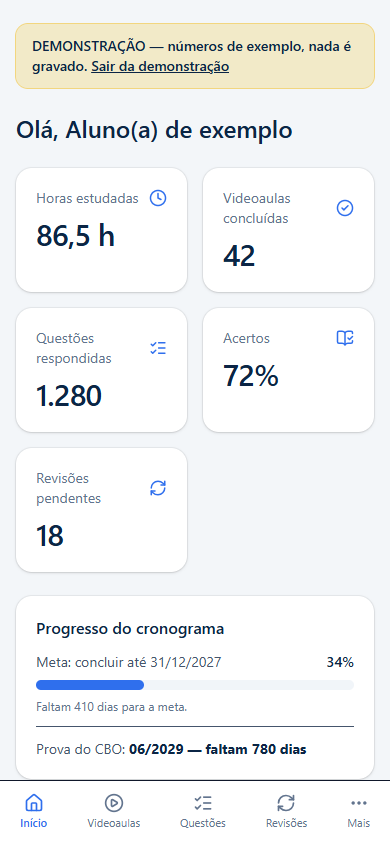 DEMONSTRAÇÃO — números de exemplo, nada é
gravado. Sair da demonstração
Olá, Aluno(a) de exemplo
Horas estudadas
86,5 h
Videoaulas
concluídas
42
Questões
respondidas
1.280
Acertos
72%
Revisões
pendentes
18
Progresso do cronograma
Meta: concluir até 31/12/2027 34%
Faltam 410 dias para a meta.
Prova do CBO: 06/2029 — faltam 780 dias
Início Videoaulas Questões Revisões Mais